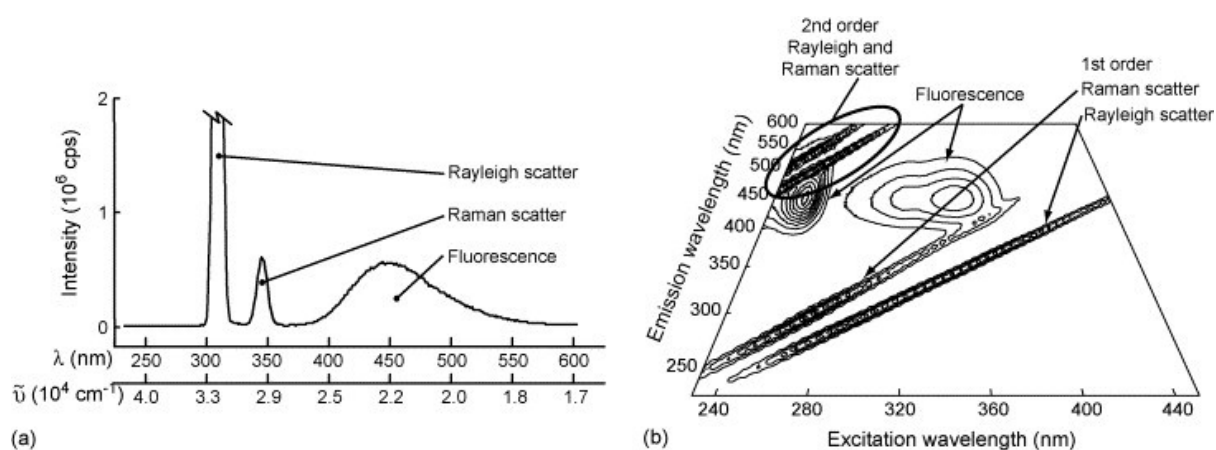 2
Intensity (10⁶ cps)
1
0
Rayleigh scatter
Raman scatter
Fluorescence
λ (nm) 250 300 350 400 450 500 550 600
ṽ (10⁴ cm⁻¹) 4.0 3.3 2.9 2.5 2.2 2.0 1.8 1.7
(a)
2nd order
Rayleigh and
Raman scatter
Fluorescence
1st order
Raman scatter
Rayleigh scatter
Emission wavelength (nm)
600
550
500
450
400
350
300
250
240 280 320 360 400 440
Excitation wavelength (nm)
(b)